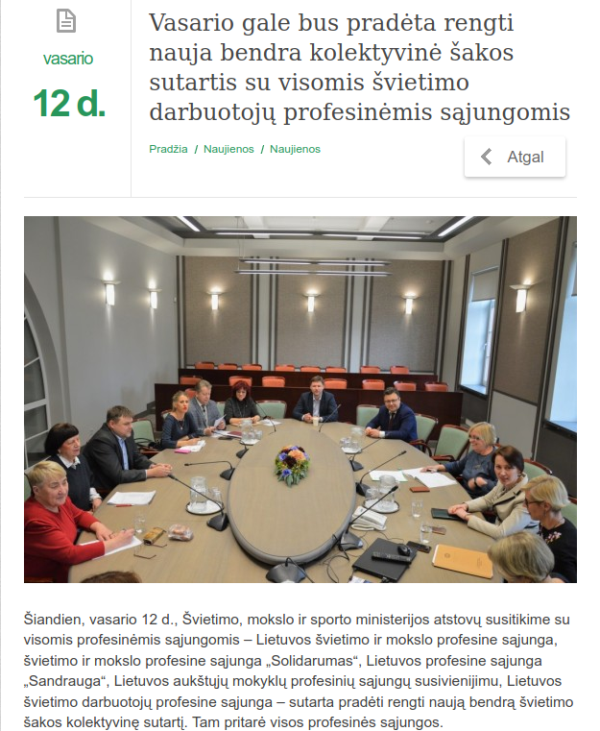 vasario
12 d.
Vasario gale bus pradėta rengti
nauja bendra kolektyvinė šakos
sutartis su visomis švietimo
darbuotojų profesinėmis sąjungomis
Pradžia / Naujienos / Naujienos
Atgal
Šiandien, vasario 12 d., Švietimo, mokslo ir sporto ministerijos atstovų susitikime su
visomis profesinėmis sąjungomis – Lietuvos švietimo ir mokslo profesine sąjunga,
švietimo ir mokslo profesine sąjunga „Solidarumas“, Lietuvos profesine sąjunga
„Sandrauga“, Lietuvos aukštųjų mokyklų profesinių sąjungų susivienijimu, Lietuvos
švietimo darbuotojų profesine sąjunga – sutarta pradėti rengti naują bendrą švietimo
šakos kolektyvinę sutartį. Tam pritarė visos profesinės sąjungos.